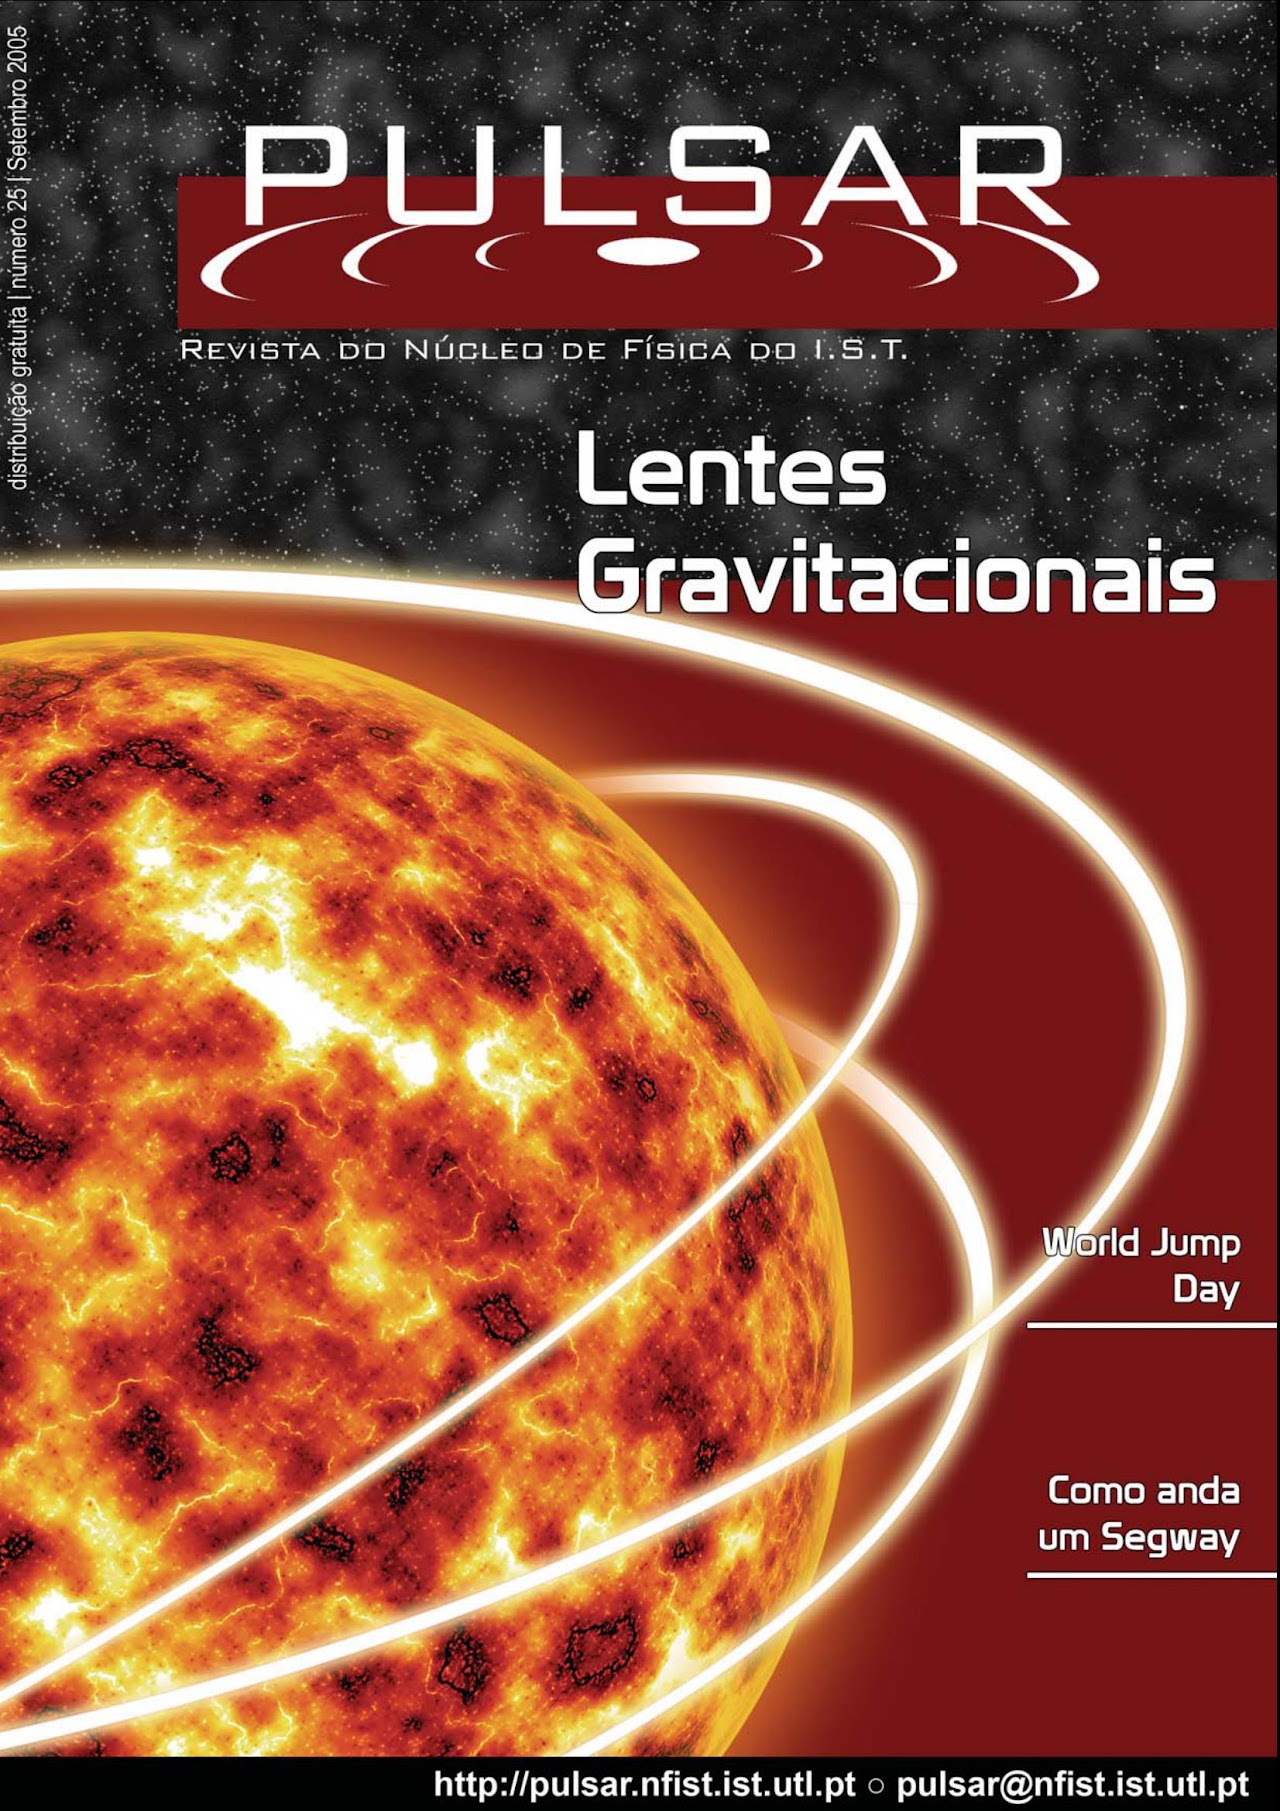 distribuição gratuita | número 25 | Setembro 2005
PULSAR
REVISTA DO NÚCLEO DE FÍSICA DO I.S.T.
Lentes
Gravitacionais
World Jump
Day
Como anda
um Segway
http://pulsar.nfist.ist.utl.pt ○ pulsar@nfist.ist.utl.pt